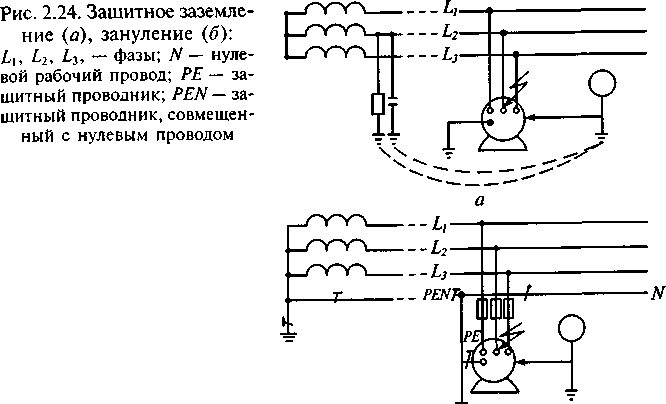 Рис. 2.24. Защитное заземле-
ние (а), зануление (б):
L₁, L₂, L₃, — фазы; N — нуле-
вой рабочий провод; PE — за-
щитный проводник; PEN — за-
щитный проводник, совмещен-
ный с нулевым проводом
L₁
L₂
L₃
а
L₁
L₂
L₃
PEN
N
PE